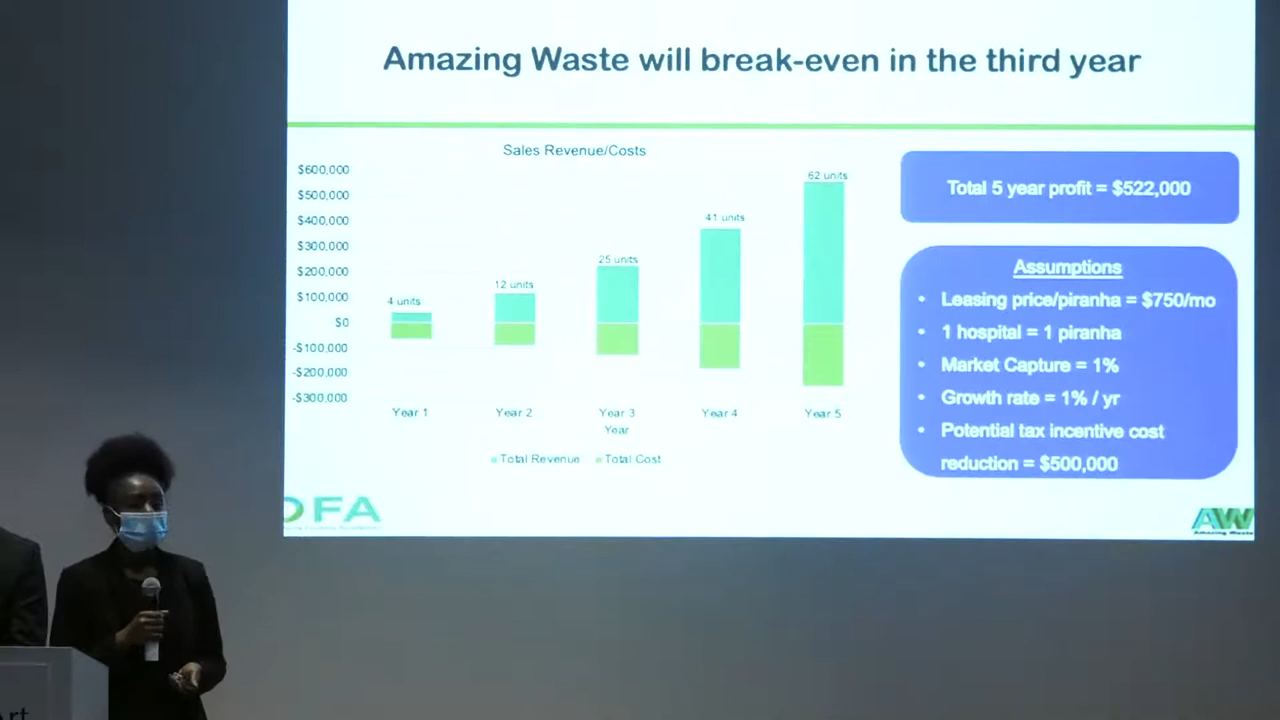 Amazing Waste will break-even in the third year
Sales Revenue/Costs
$600,000
$500,000
$400,000
$300,000
$200,000
$100,000
$0
-$100,000
-$200,000
-$300,000
4 units
12 units
25 units
41 units
62 units
Year 1 Year 2 Year 3 Year 4 Year 5
Year
Total Revenue Total Cost
Total 5 year profit = $522,000
Assumptions
• Leasing price/piranha = $750/mo
• 1 hospital = 1 piranha
• Market Capture = 1%
• Growth rate = 1% / yr
• Potential tax incentive cost
reduction = $500,000
OFA
AW
Amazing Waste
Art